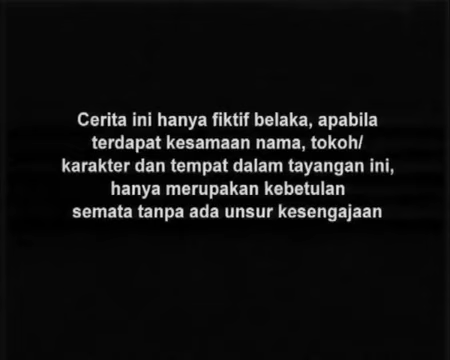 Cerita ini hanya fiktif belaka, apabila
terdapat kesamaan nama, tokoh/
karakter dan tempat dalam tayangan ini,
hanya merupakan kebetulan
semata tanpa ada unsur kesengajaan